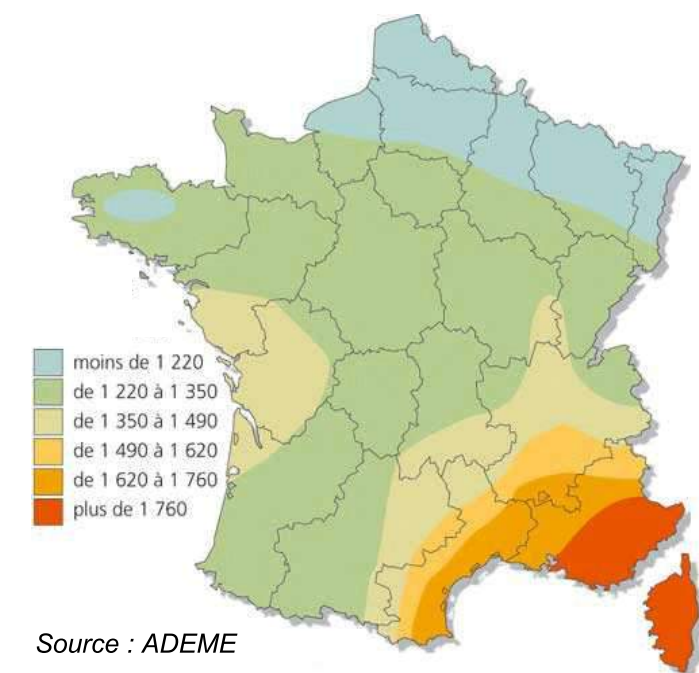 moins de 1 220
de 1 220 à 1 350
de 1 350 à 1 490
de 1 490 à 1 620
de 1 620 à 1 760
plus de 1 760
Source : ADEME